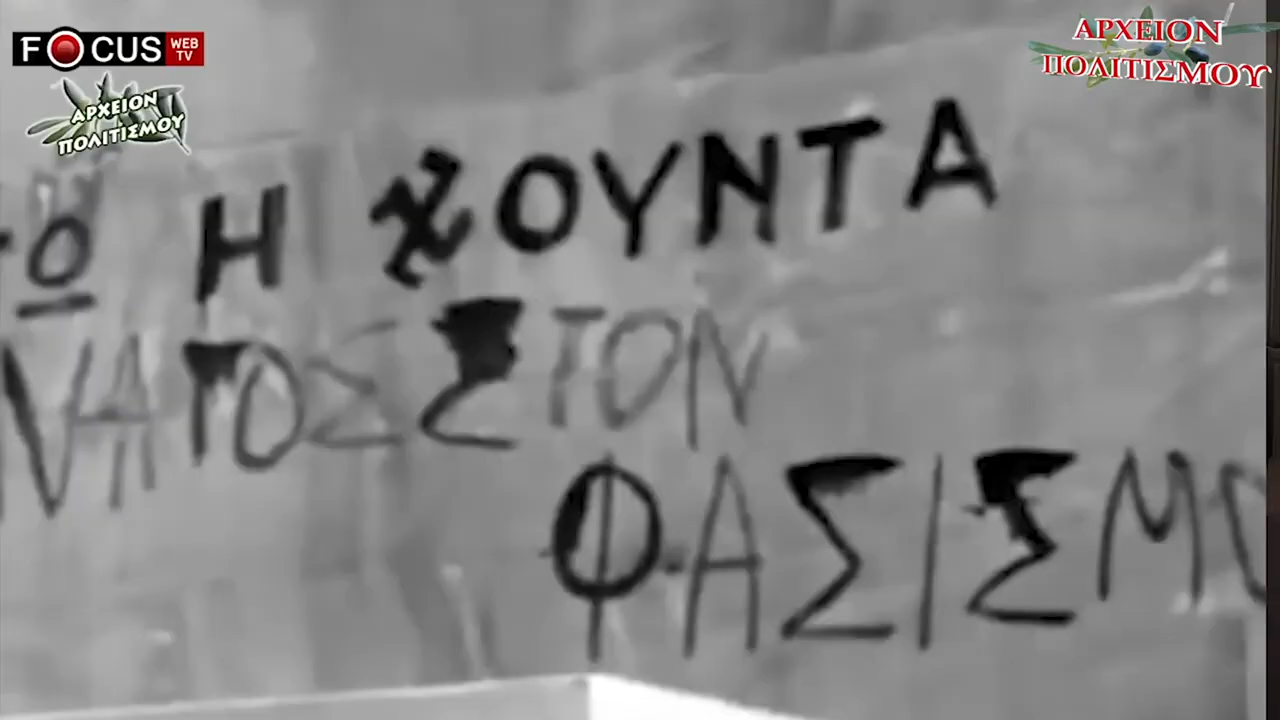 FOCUS WEB TV
ΑΡΧΕΙΟΝ
ΠΟΛΙΤΙΣΜΟΥ
ΑΡΧΕΙΟΝ
ΠΟΛΙΤΙΣΜΟΥ
Η ΧΟΥΝΤΑ
ΝΑΤΟΣ ΣΤΟΝ
ΦΑΣΙΣΜΟ